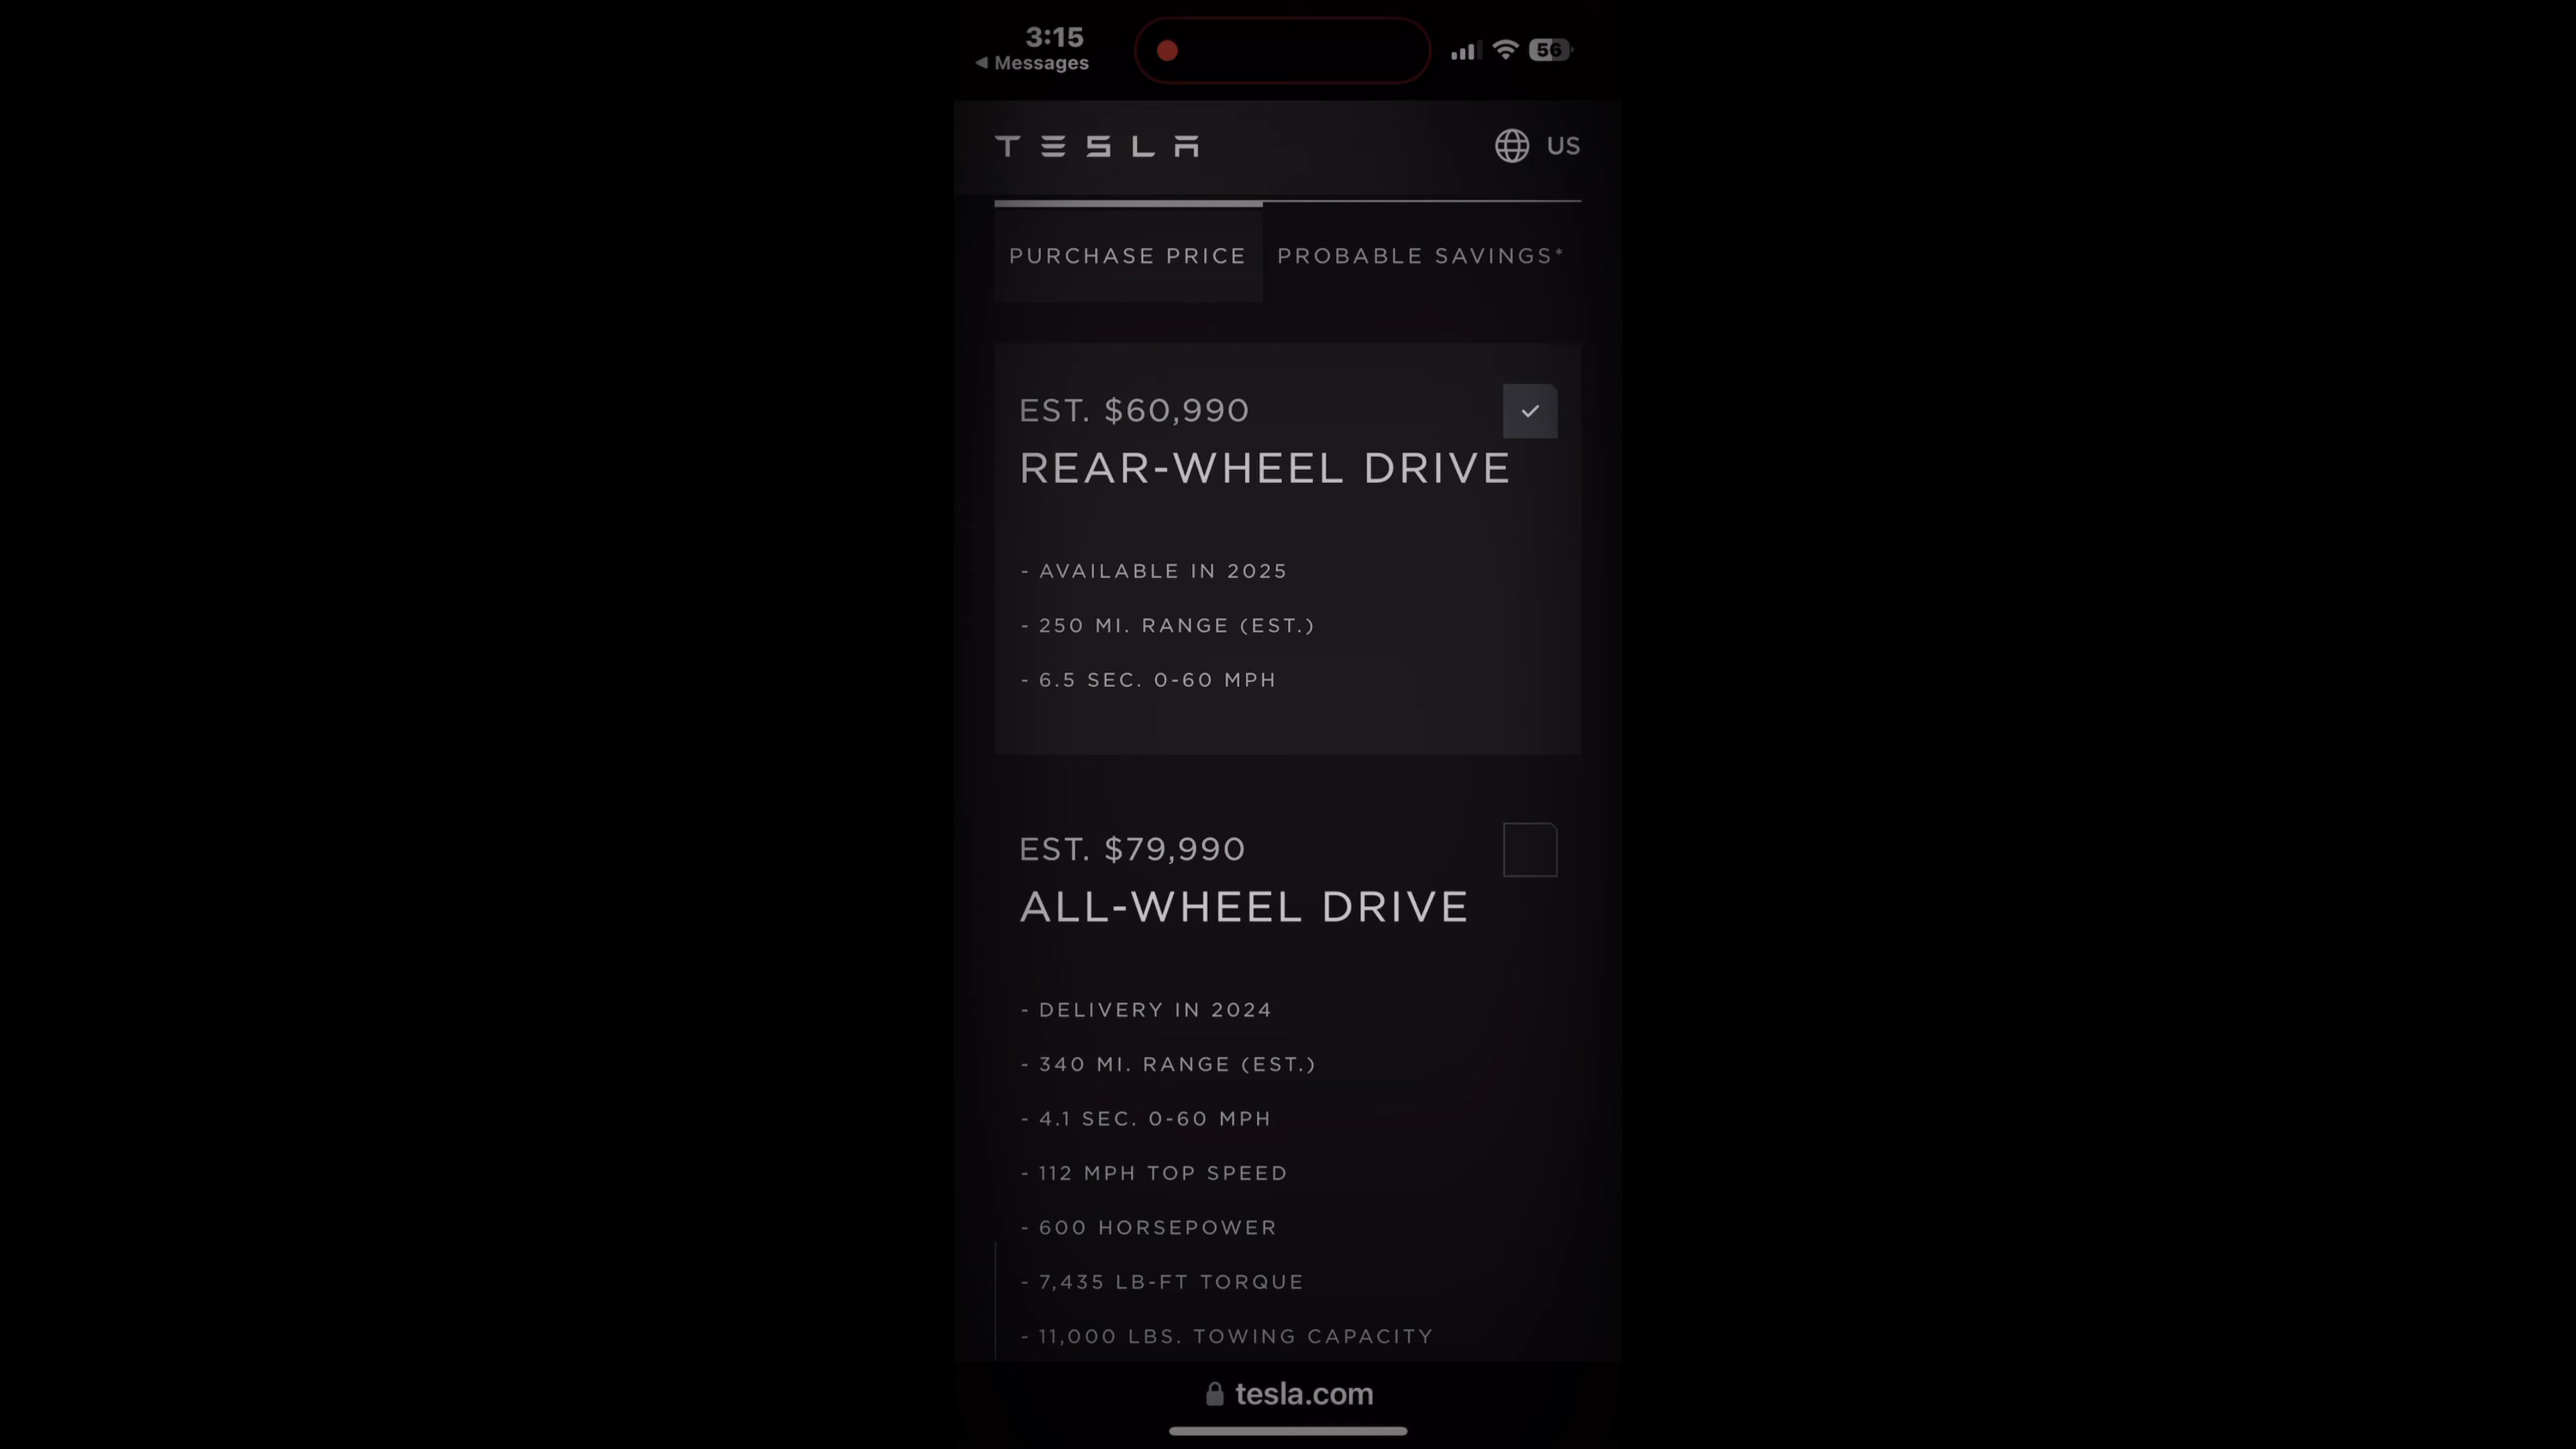 3:15
56
◀ Messages
TESLA
US
PURCHASE PRICE
PROBABLE SAVINGS*
EST. $60,990
REAR-WHEEL DRIVE
- AVAILABLE IN 2025
- 250 MI. RANGE (EST.)
- 6.5 SEC. 0-60 MPH
EST. $79,990
ALL-WHEEL DRIVE
- DELIVERY IN 2024
- 340 MI. RANGE (EST.)
- 4.1 SEC. 0-60 MPH
- 112 MPH TOP SPEED
- 600 HORSEPOWER
- 7,435 LB-FT TORQUE
- 11,000 LBS. TOWING CAPACITY
tesla.com